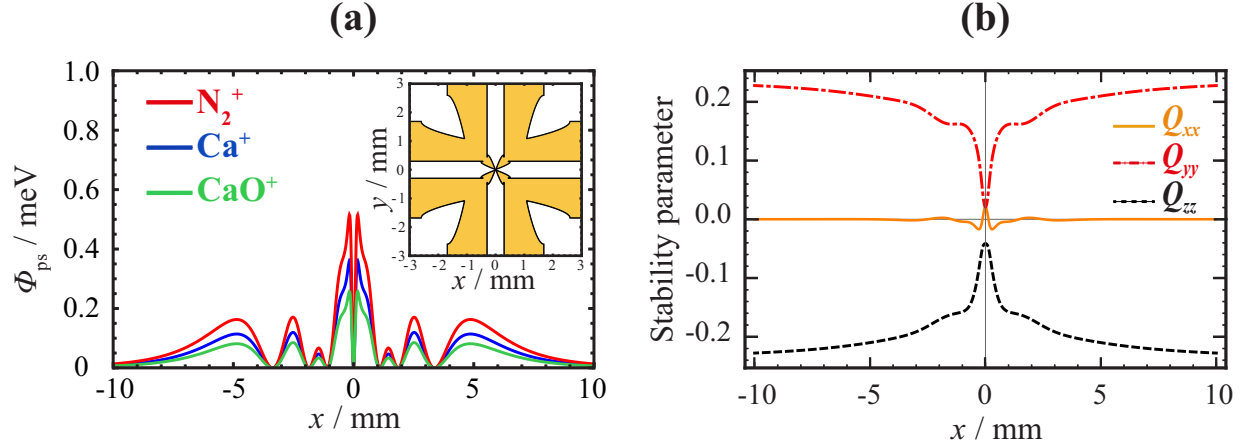 (a)
Φps / meV
1.0
0.8
0.6
0.4
0.2
0
-10
-5
0
5
10
x / mm
N2+
Ca+
CaO+
y / mm
3
2
1
0
-1
-2
-3
-3
-2
-1
0
1
2
3
x / mm
(b)
Stability parameter
0.2
0.1
0.0
-0.1
-0.2
-10
-5
0
5
10
x / mm
Qxx
Qyy
Qzz